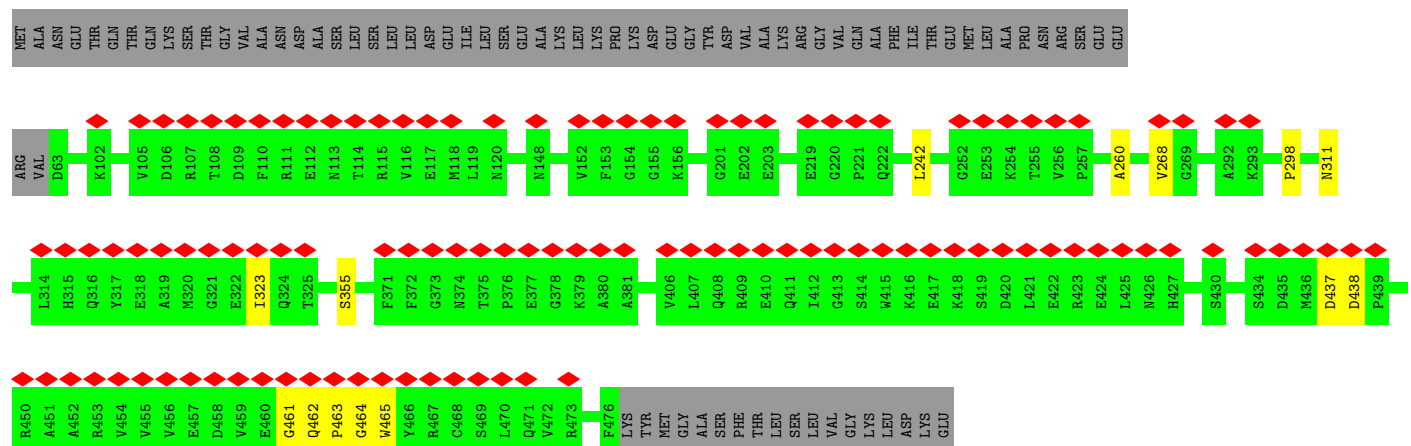 MET ALA ASN GLU THR GLN THR GLN LYS SER THR GLY VAL ALA ASN ASP ALA SER LEU SER LEU LEU ASP GLU ILE LEU SER GLU ALA LYS LEU LYS PRO LYS ASP GLU GLY TYR ASP VAL ALA LYS ARG GLY VAL GLN ALA PHE ILE THR GLU MET LEU ALA PRO ASN ARG SER GLU GLU
ARG VAL D63 K102 V105 D106 R107 T108 D109 F110 R111 E112 N113 T114 R115 V116 E117 M118 L119 N120 N148 V152 F153 G154 G155 K156 G201 E202 E203 E219 G220 P221 Q222 L242 G252 E253 K254 T255 V256 P257 A260 V268 G269 A292 K293 P298 N311
L314 H315 Q316 Y317 E318 A319 M320 G321 E322 I323 Q324 T325 S355 F371 F372 G373 N374 T375 P376 E377 G378 K379 A380 A381 V406 L407 Q408 R409 E410 Q411 I412 G413 S414 W415 K416 E417 K418 S419 D420 L421 E422 R423 E424 L425 N426 H427 S430 S434 D435 M436 D437 D438 P439
R450 A451 A452 R453 V454 V455 V456 E457 D458 V459 E460 G461 Q462 P463 G464 W465 Y466 R467 C468 S469 L470 Q471 V472 R473 F476 LYS TYR MET GLY ALA SER PHE THR LEU SER LEU VAL GLY LYS LEU ASP LYS GLU